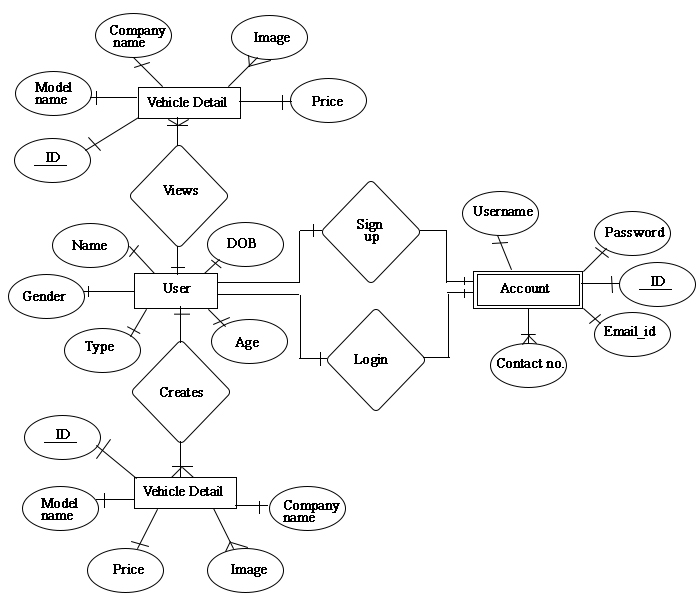 Company
name
Image
Model
name
Vehicle Detail
Price
ID
Views
Sign
up
Username
Password
Name
DOB
Gender
User
Account
ID
Type
Age
Login
Email_id
Contact no.
Creates
ID
Model
name
Vehicle Detail
Company
name
Price
Image